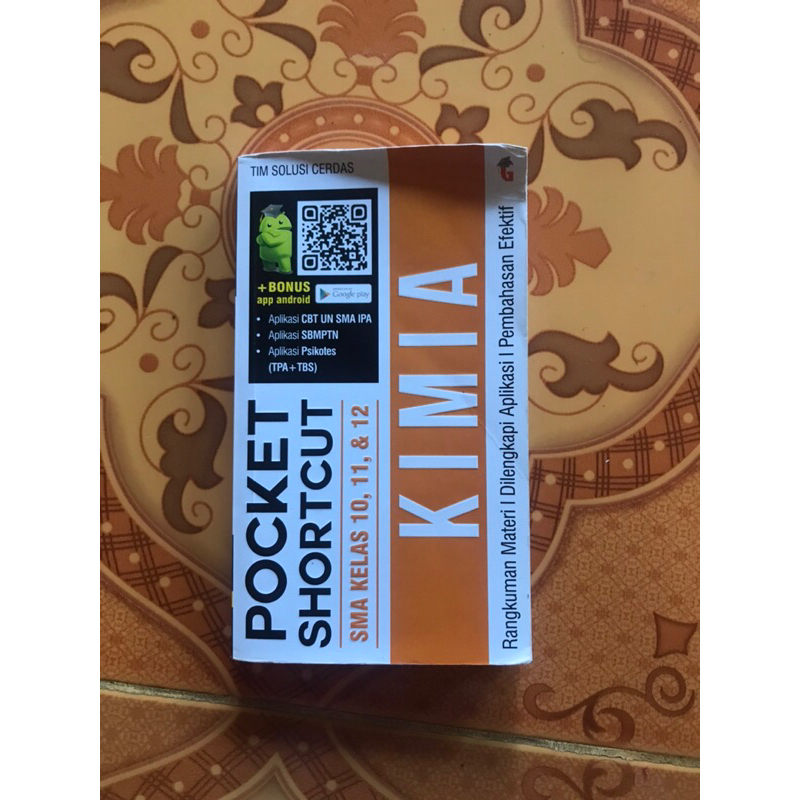 TIM SOLUSI CERDAS
+BONUS
app android
Google play
• Aplikasi CBT UN SMA IPA
• Aplikasi SBMPTN
• Aplikasi Psikotes
(TPA+TBS)
POCKET
SHORTCUT
SMA KELAS 10, 11, & 12
KIMIA
Rangkuman Materi | Dilengkapi Aplikasi | Pembahasan Efektif
G